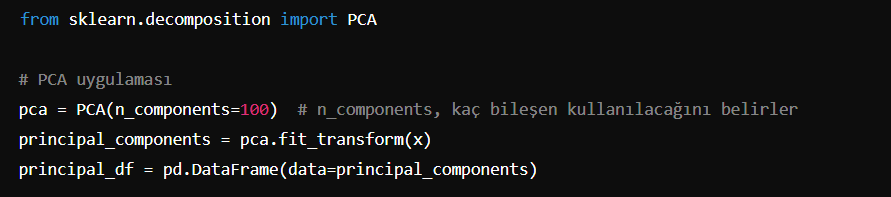 from sklearn.decomposition import PCA
# PCA uygulaması
pca = PCA(n_components=100)  # n_components, kaç bileşen kullanılacağını belirler
principal_components = pca.fit_transform(x)
principal_df = pd.DataFrame(data=principal_components)